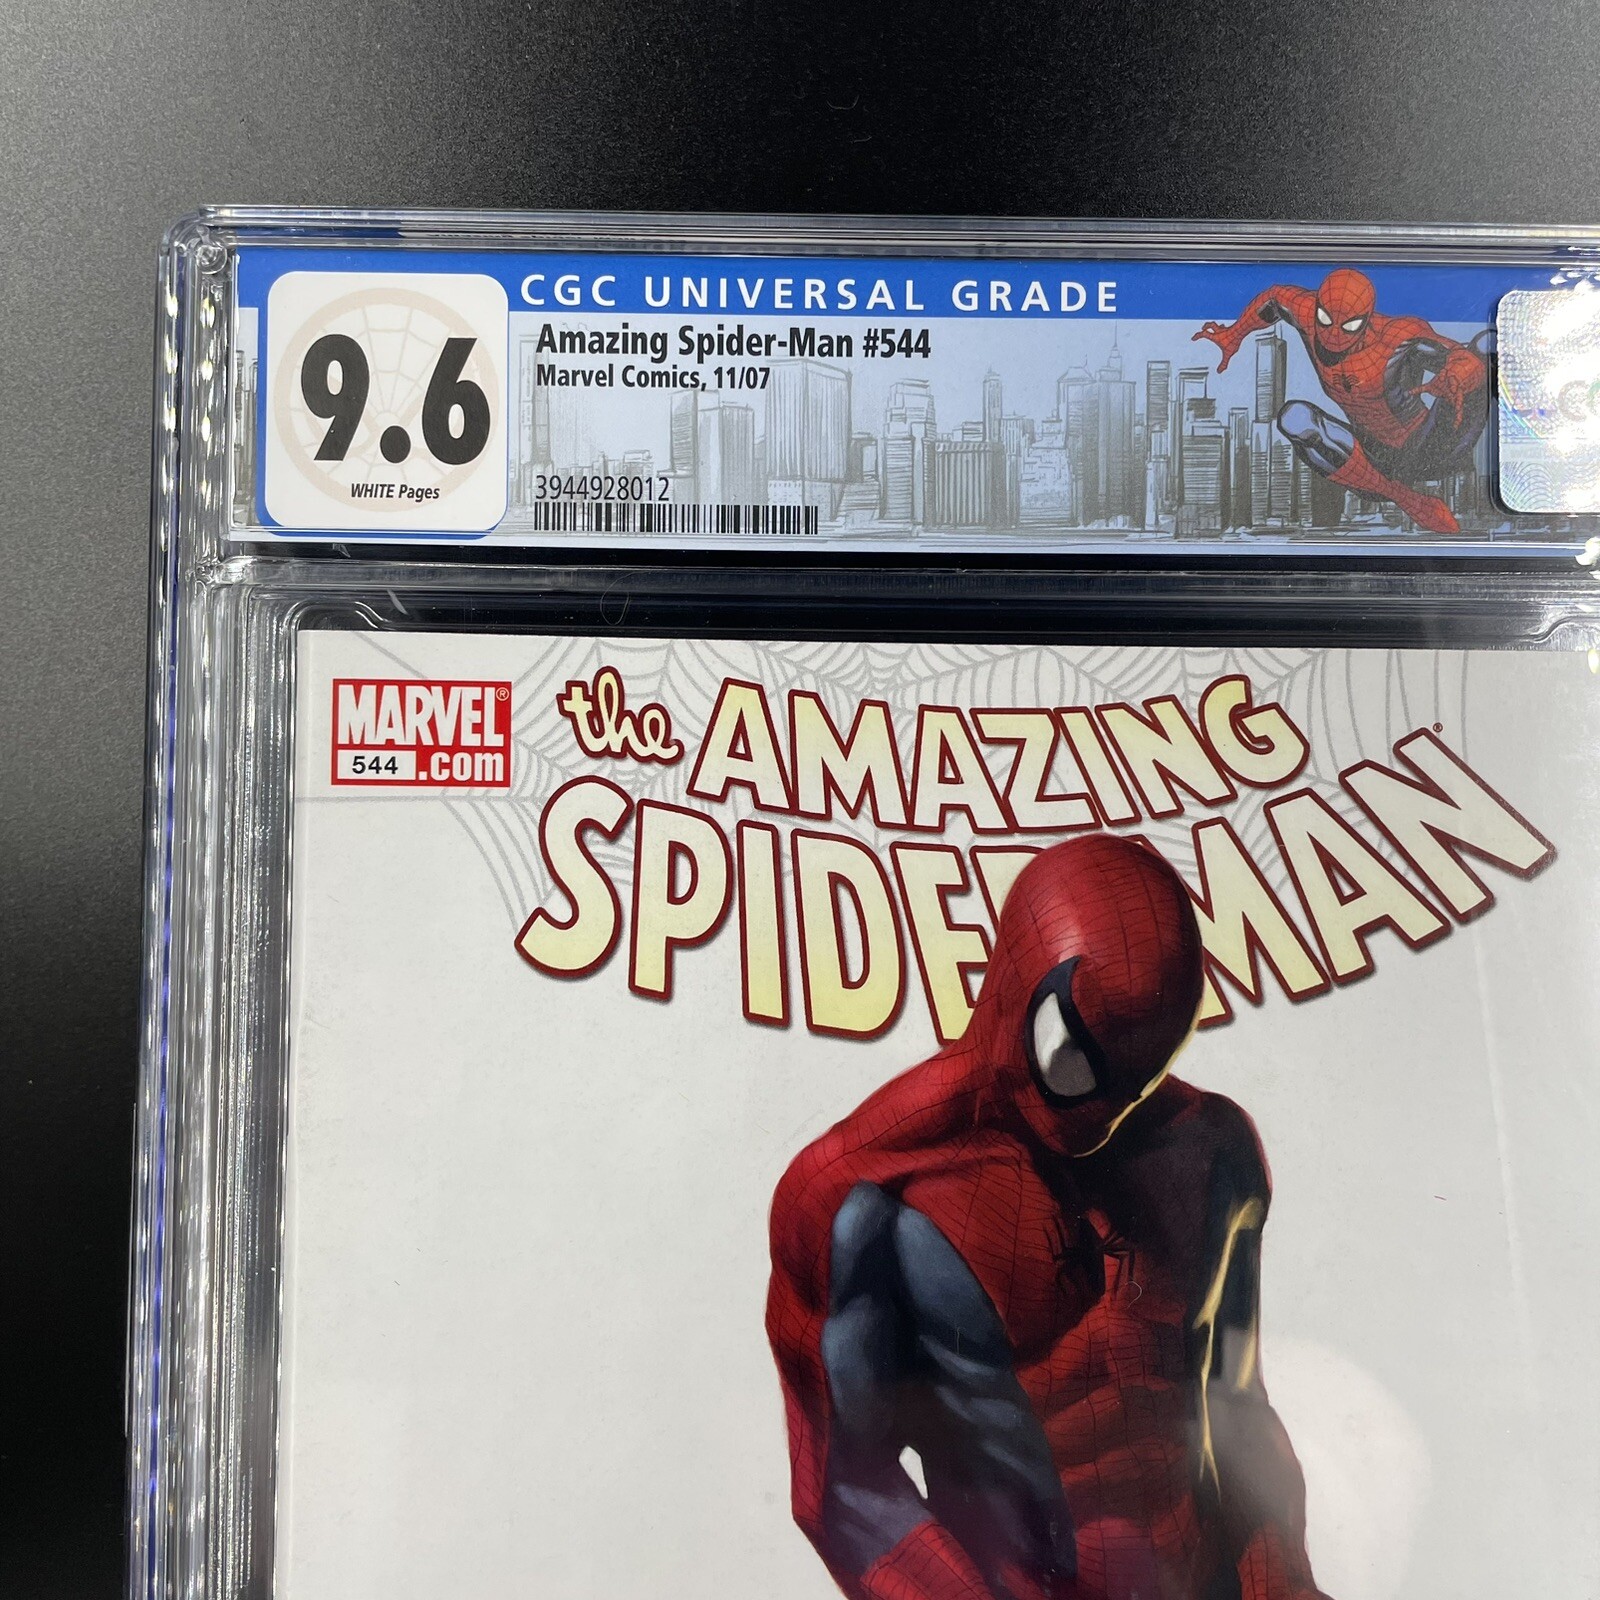 CGC UNIVERSAL GRADE
9.6
WHITE Pages
Amazing Spider-Man #544
Marvel Comics, 11/07
3944928012
MARVEL®
544 .com
the AMAZING
SPIDER-MAN®